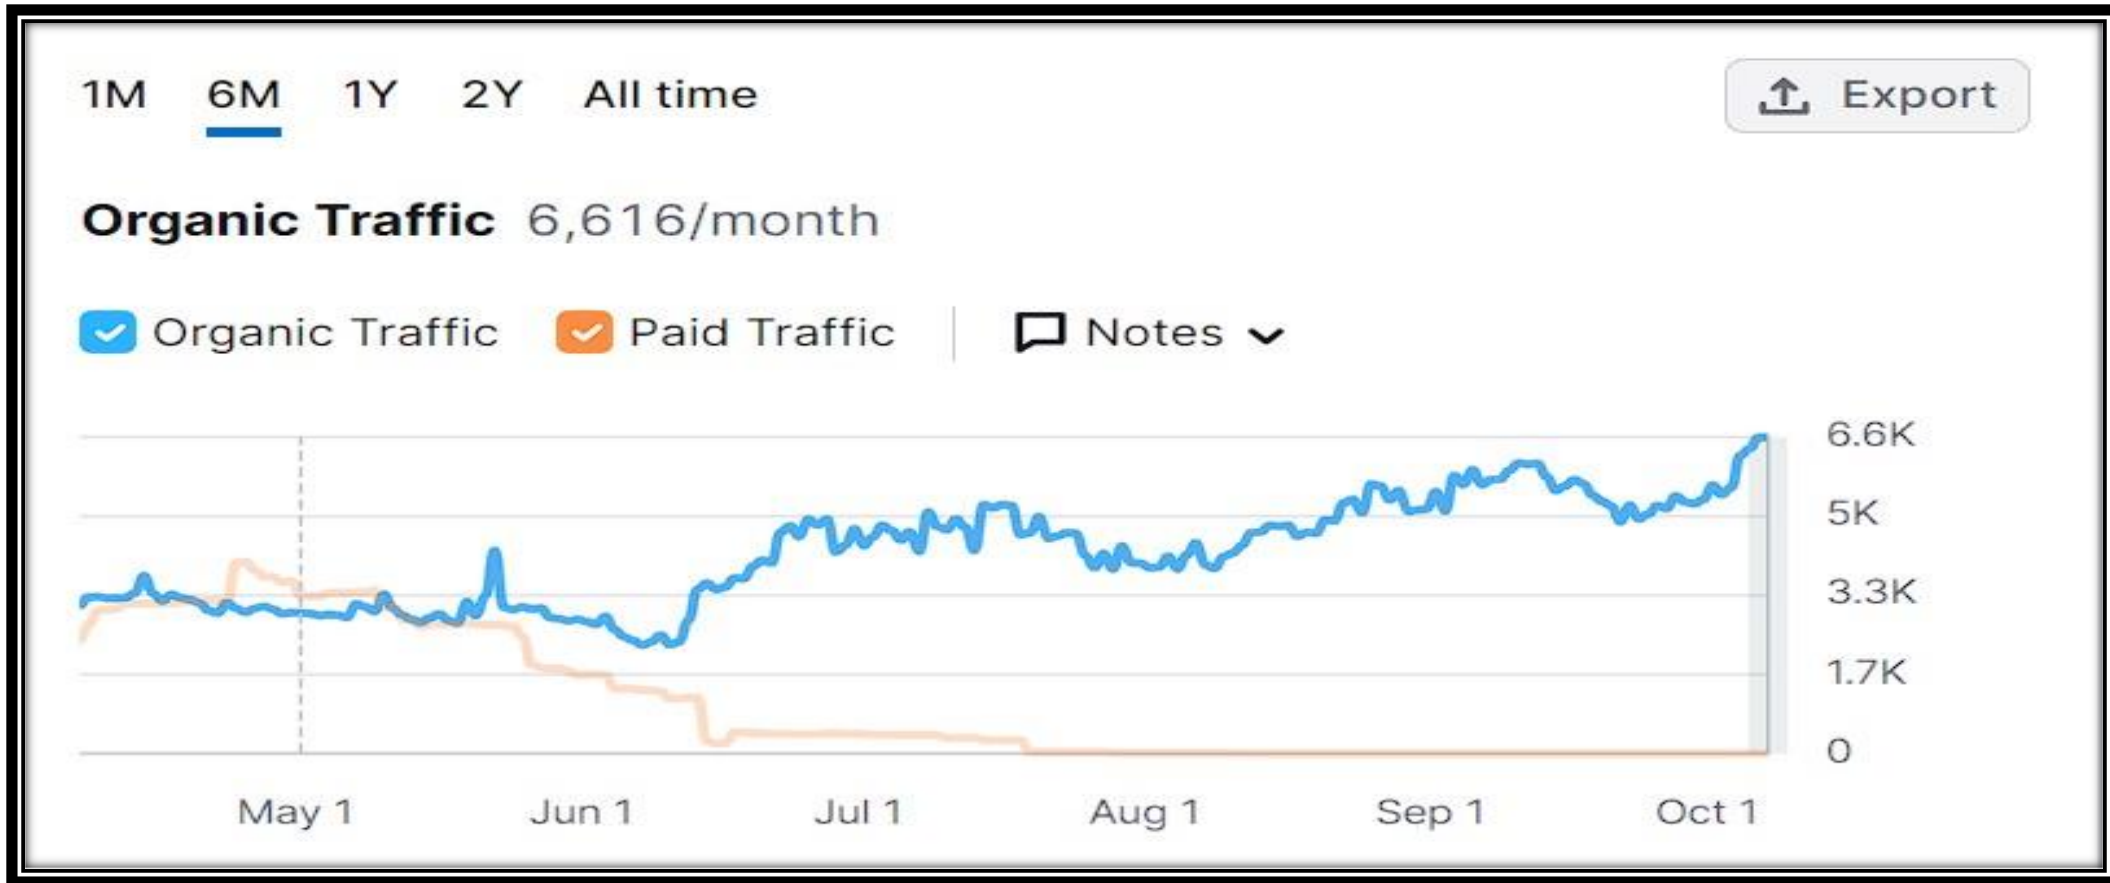 1M 6M 1Y 2Y All time Export
Organic Traffic 6,616/month
Organic Traffic Paid Traffic Notes
6.6K
5K
3.3K
1.7K
0
May 1 Jun 1 Jul 1 Aug 1 Sep 1 Oct 1